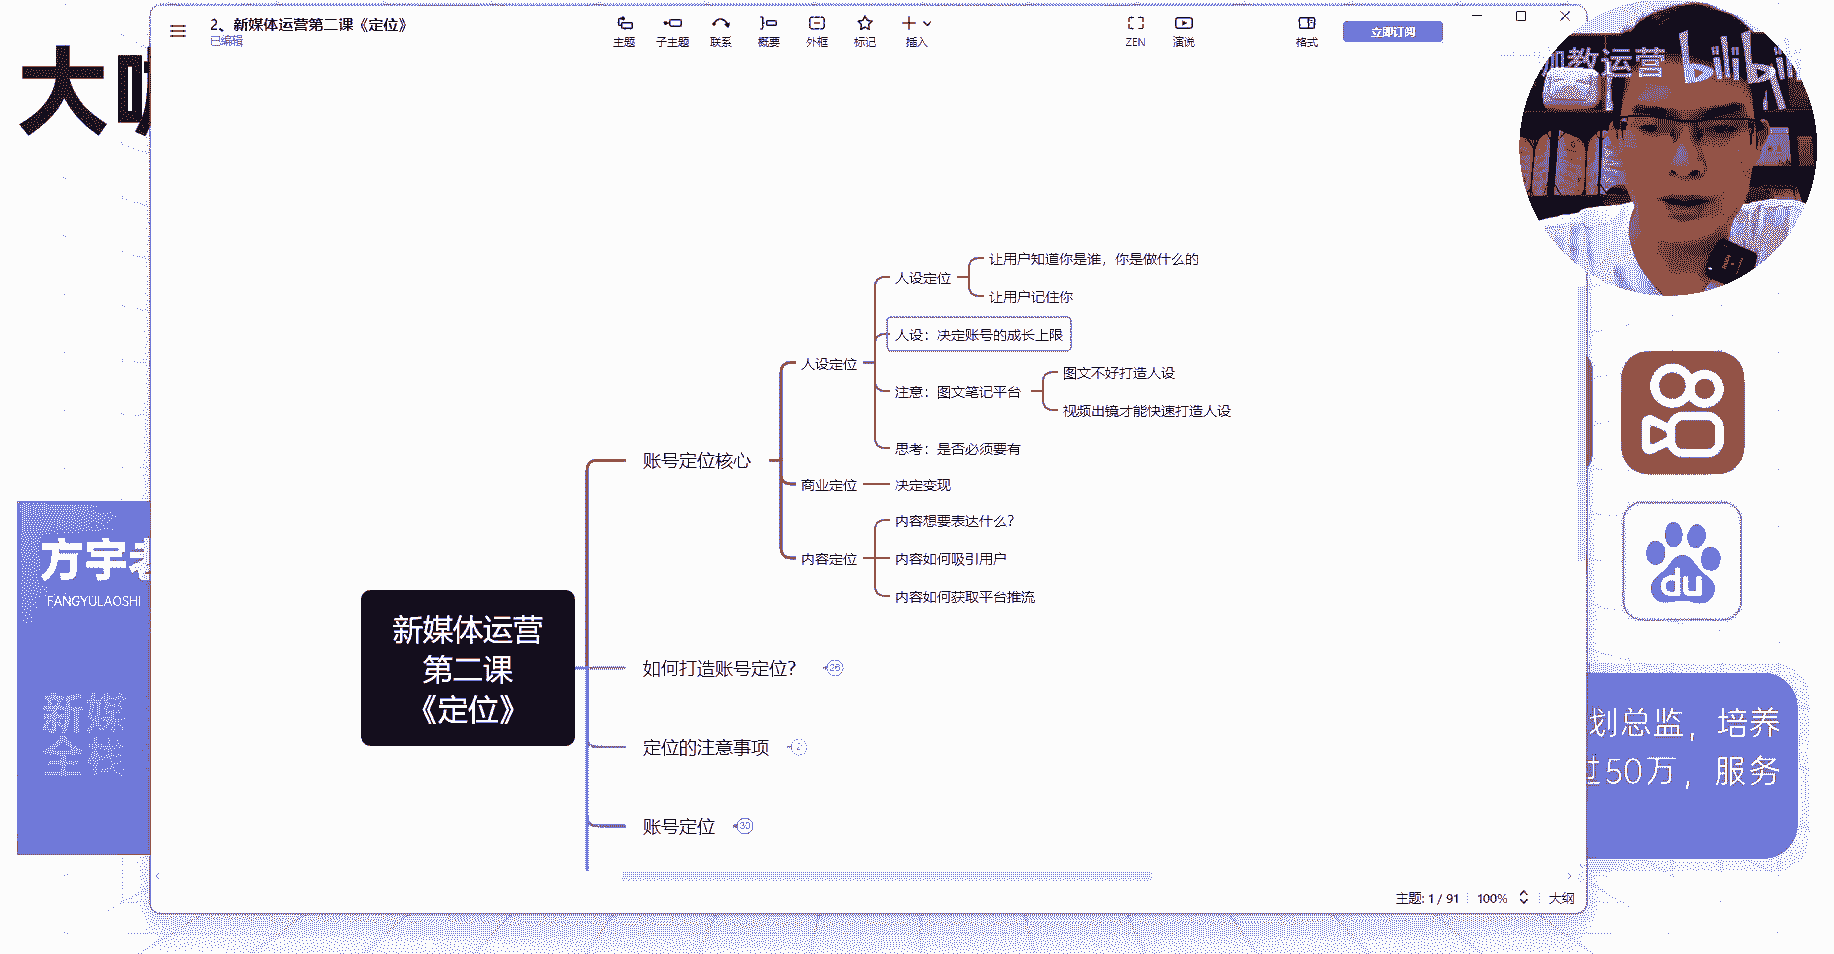 2、新媒体运营第二课《定位》
已编辑
主题
子主题
联系
概要
外框
标记
插入
ZEN
演说
格式
立即订阅
大
教运营 bilibili
人设定位
让用户知道你是谁，你是做什么的
让用户记住你
人设：决定账号的成长上限
人设定位
注意：图文笔记平台
图文不好打造人设
视频出镜才能快速打造人设
思考：是否必须要有
账号定位核心
商业定位
决定变现
内容定位
内容想要表达什么？
内容如何吸引用户
内容如何获取平台推流
新媒体运营
第二课
《定位》
如何打造账号定位？
26
定位的注意事项
2
账号定位
30
方宇老
FANGYULAOSHI
新媒
全栈
du
划总监，培养
过50万，服务
主题: 1 / 91
100%
大纲